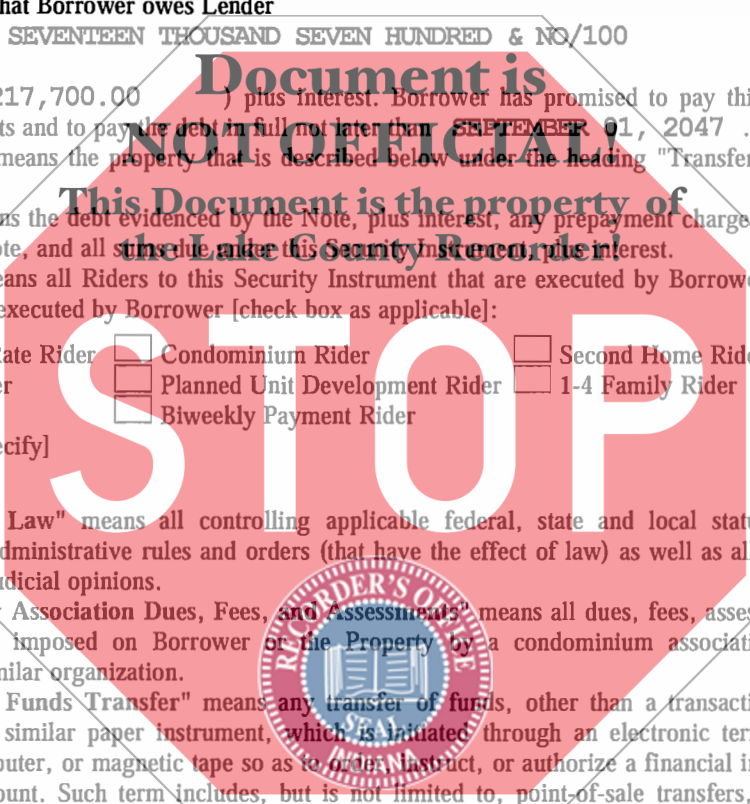 hat Borrower owes Lender
SEVENTEEN THOUSAND SEVEN HUNDRED & NO/100
Document is
217,700.00 ) plus interest. Borrower has promised to pay thi
ts and to pay the debt in full not later than SEPTEMBER 01, 2047 .
NOT OFFICIAL!
means the property that is described below under the heading "Transfer
This Document is the property of
ns the debt evidenced by the Note, plus interest, any prepayment charge
the Lake County Recorder!
ote, and all sums due under this Security Instrument, plus interest.
eans all Riders to this Security Instrument that are executed by Borrowe
executed by Borrower [check box as applicable]:
ate Rider Condominium Rider Second Home Ride
er Planned Unit Development Rider 1-4 Family Rider
Biweekly Payment Rider
ecify]
STOP
Law" means all controlling applicable federal, state and local statu
dministrative rules and orders (that have the effect of law) as well as all
udicial opinions.
y Association Dues, Fees, and Assessments" means all dues, fees, asses
imposed on Borrower or the Property by a condominium associati
milar organization.
Funds Transfer" means any transfer of funds, other than a transacti
similar paper instrument, which is initiated through an electronic term
puter, or magnetic tape so as to order, instruct, or authorize a financial in
ount. Such term includes, but is not limited to, point-of-sale transfers,
RECORDER'S OFFICE
SEAL
INDIANA